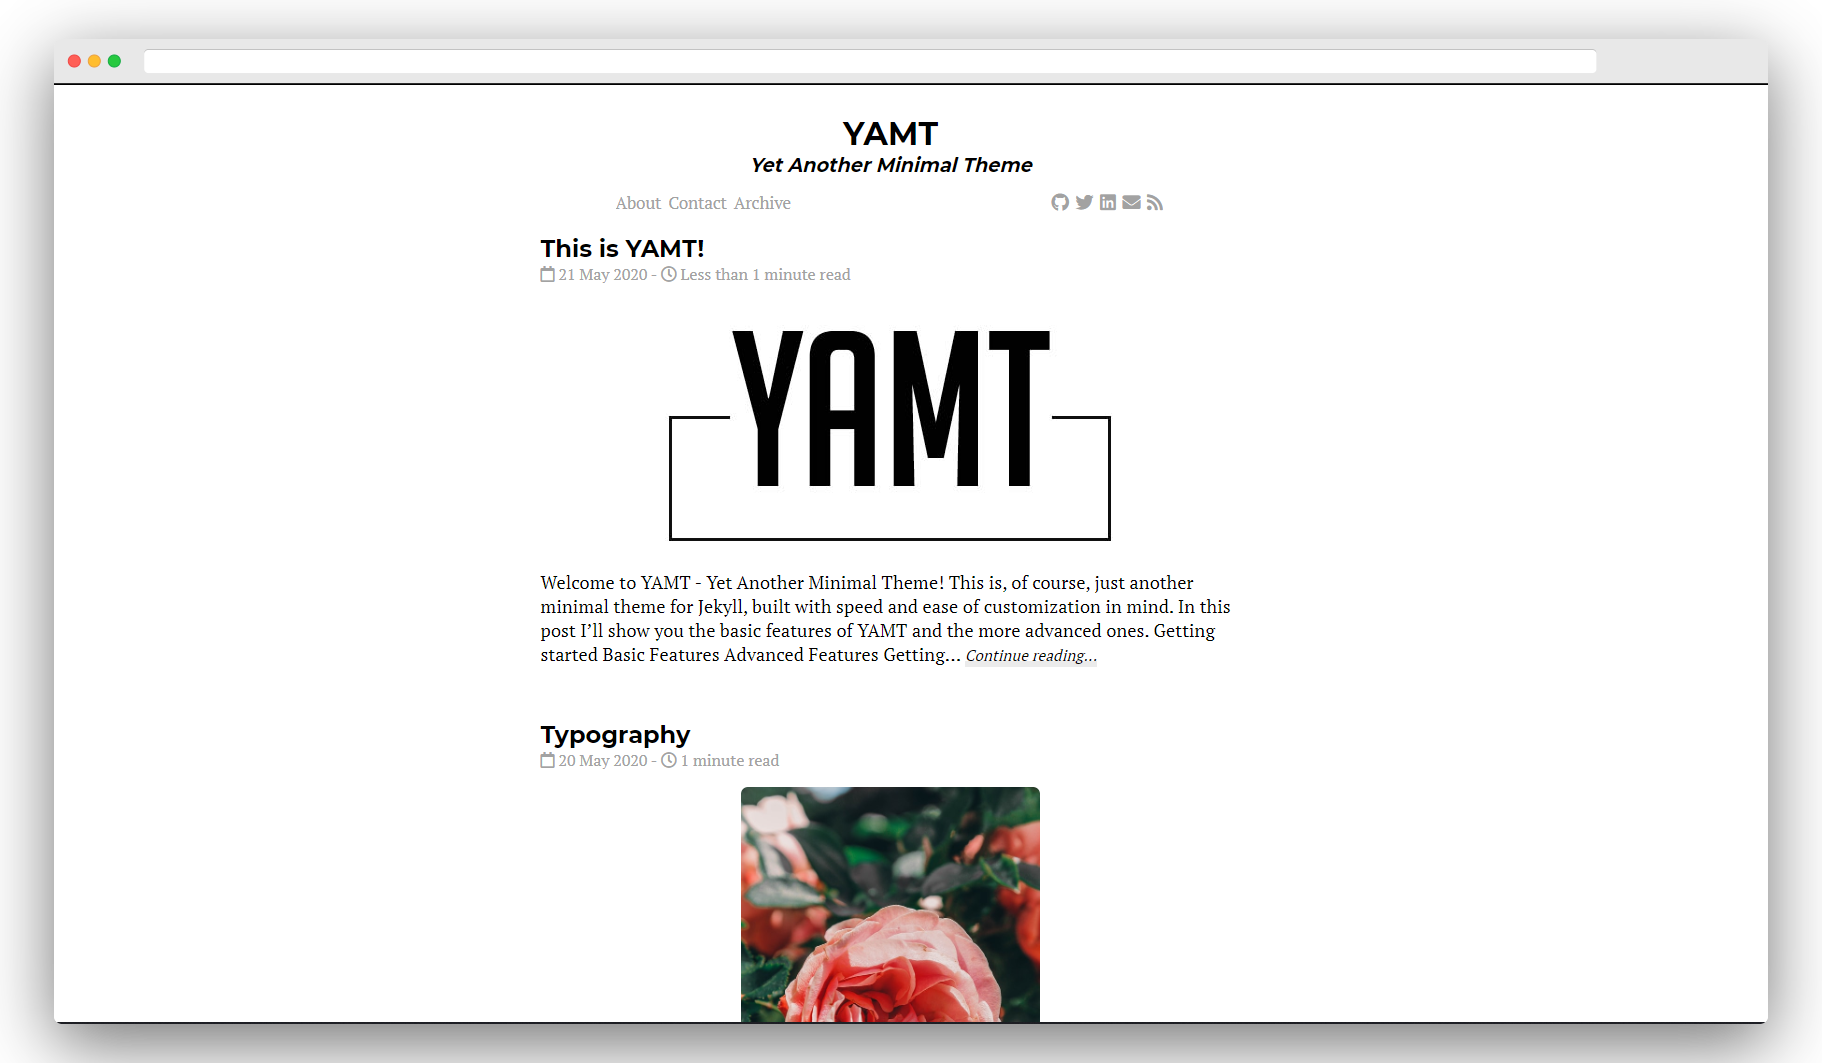 YAMT
Yet Another Minimal Theme
About Contact Archive
This is YAMT!
21 May 2020 - Less than 1 minute read
YAMT
Welcome to YAMT - Yet Another Minimal Theme! This is, of course, just another
minimal theme for Jekyll, built with speed and ease of customization in mind. In this
post I’ll show you the basic features of YAMT and the more advanced ones. Getting
started Basic Features Advanced Features Getting... Continue reading...
Typography
20 May 2020 - 1 minute read